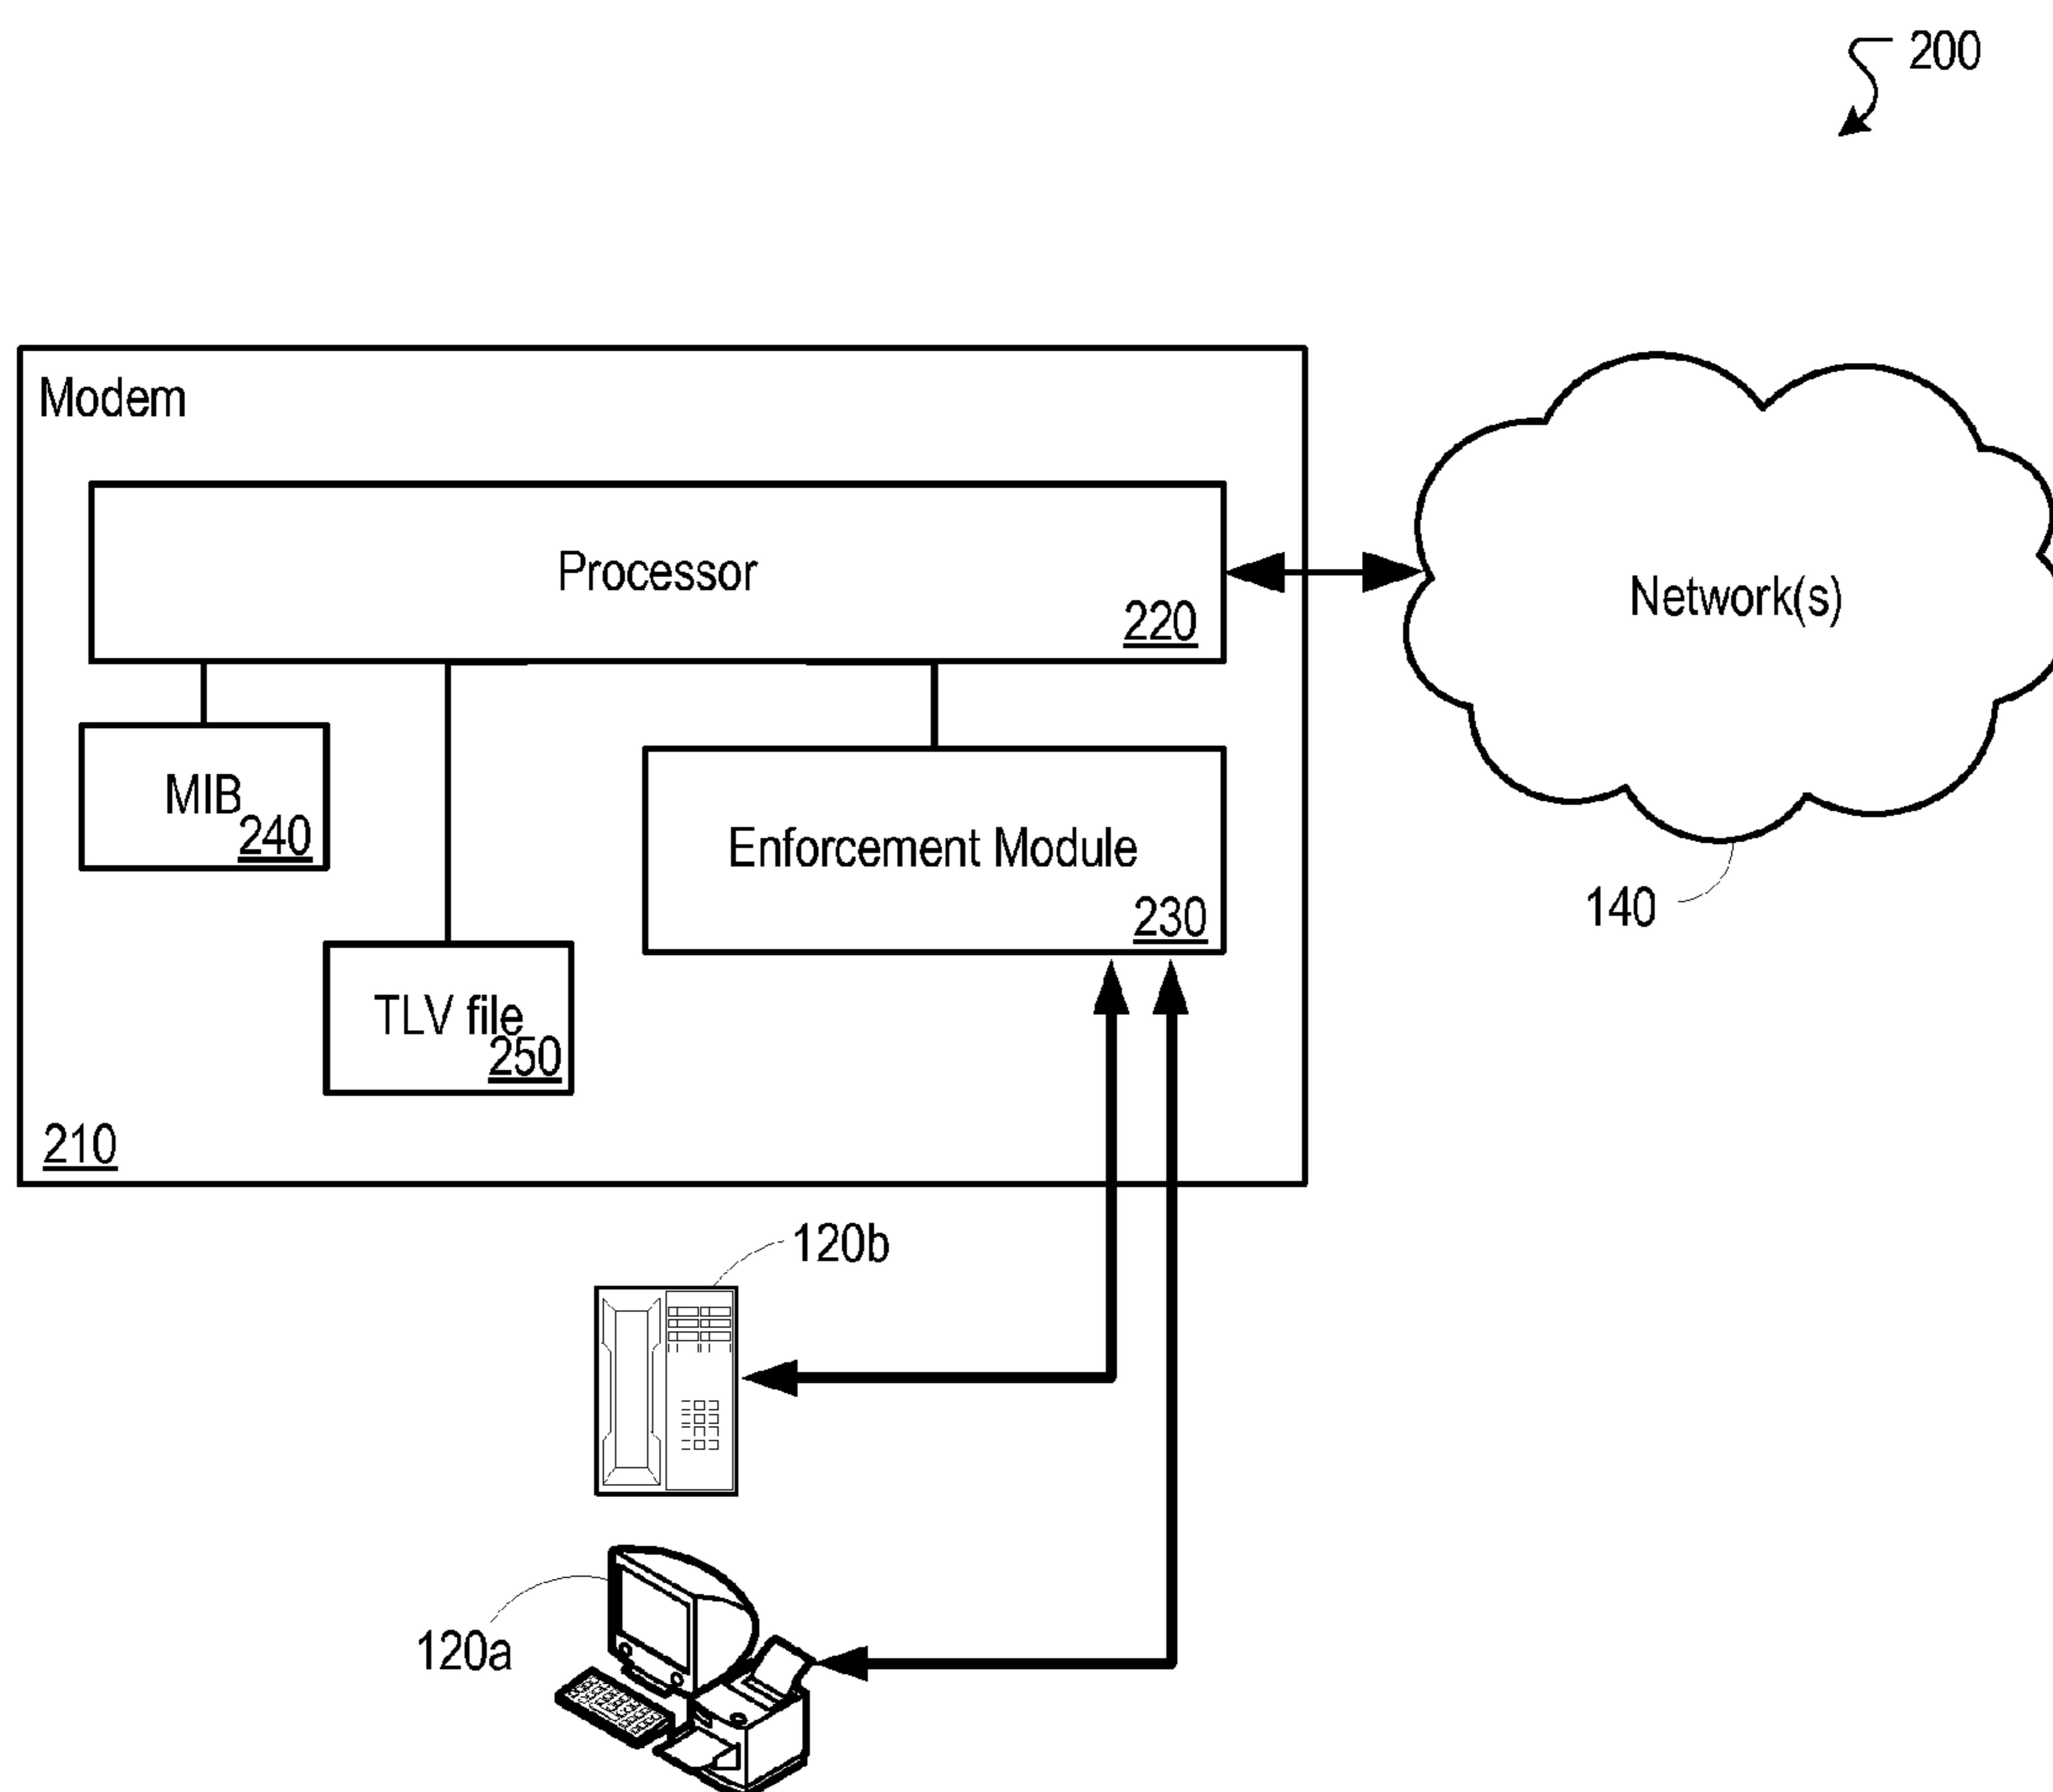 200
Modem
Processor
220
Network(s)
MIB
240
Enforcement Module
230
140
TLV file
250
210
120b
120a